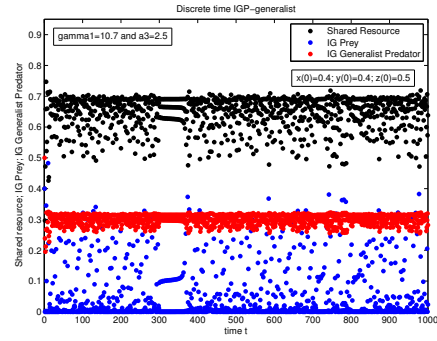 Discrete time IGP-generalist
gamma1=10.7 and a3=2.5
Shared Resource
IG Prey
IG Generalist Predator
x(0)=0.4; y(0)=0.4; z(0)=0.5
Shared resource; IG Prey; IG Generalist Predator
0.9
0.8
0.7
0.6
0.5
0.4
0.3
0.2
0.1
0
0 100 200 300 400 500 600 700 800 900 1000
time t